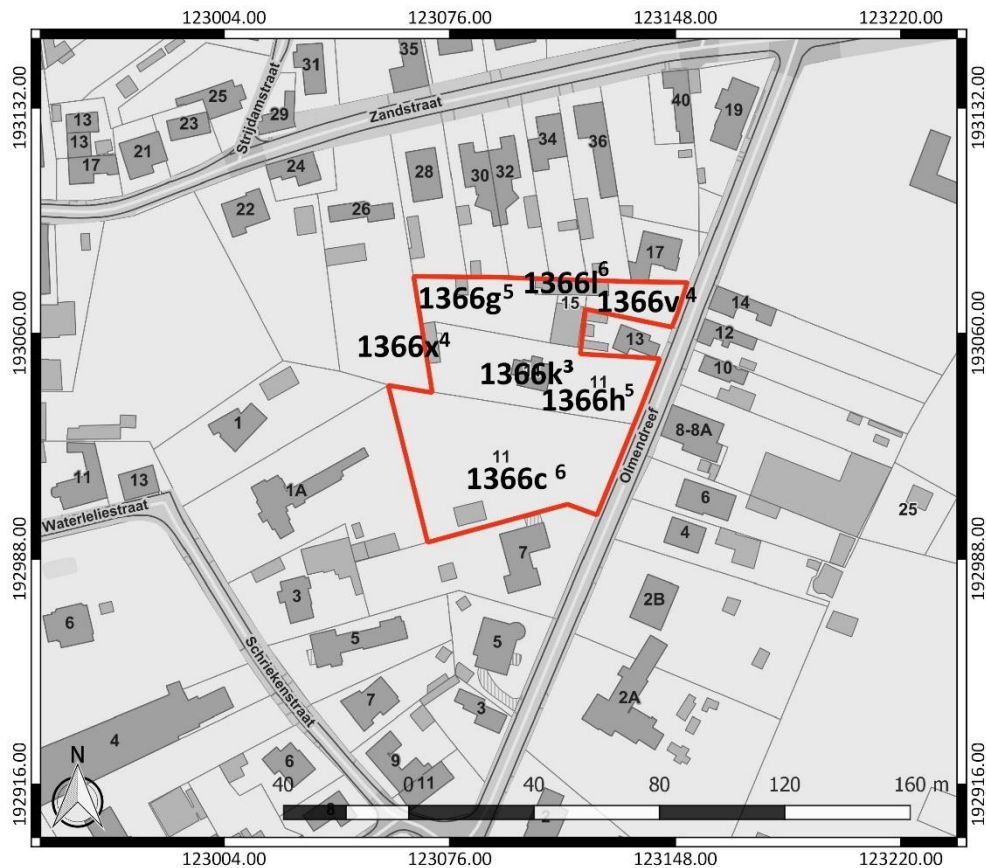 123004.00 123076.00 123148.00 123220.00
193132.00
193060.00
192988.00
192916.00
193132.00
193060.00
192988.00
192916.00
31
35
25
29
Strijdamstraat
Zandstraat
13
23
13
21
17
24
22
26
28
30
32
34
36
40
19
17
1366l⁶
1366g⁵
1366v⁴
15
14
13
12
10
1366x⁴
1366k³
11
1366h⁵
Olmendreef
11
1366c⁶
8-8A
6
4
25
1
1A
11
13
Waterleliestraat
7
3
2B
6
5
5
Schriekenstraat
7
3
2A
4
9
6
11
8
2
N
40 0 40 80 120 160 m
123004.00 123076.00 123148.00 123220.00